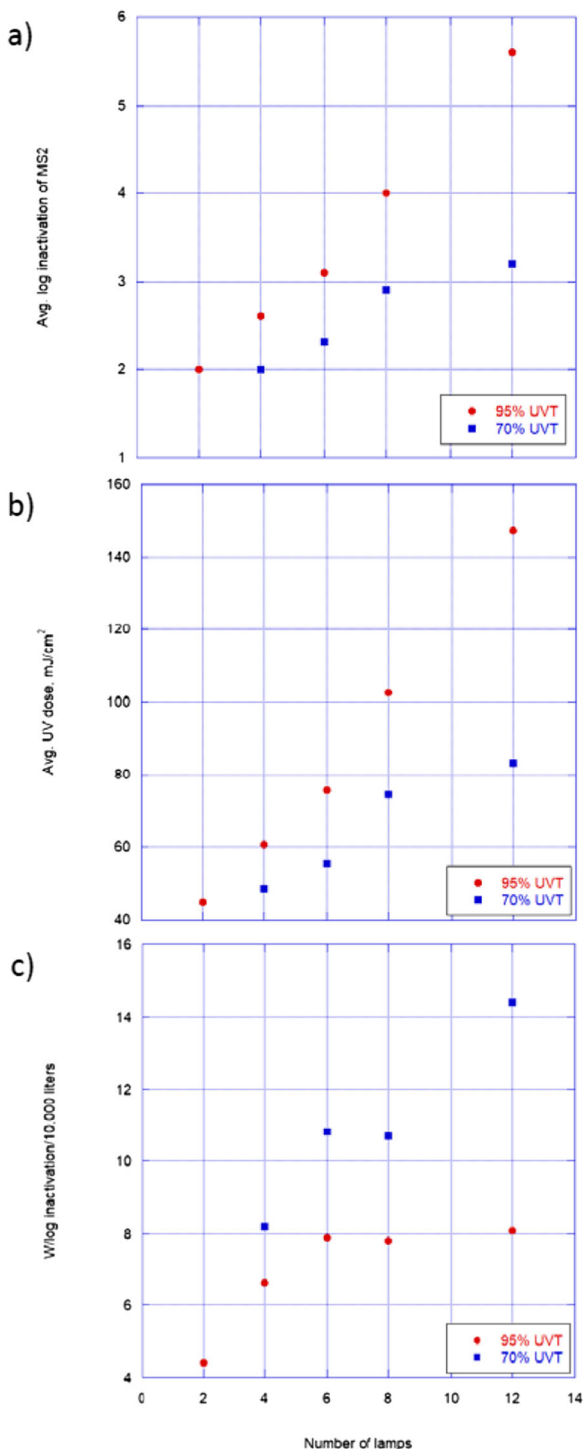 a)
6
5
4
3
2
1
Avg. log inactivation of MS2
95% UVT
70% UVT
b)
160
140
120
100
80
60
40
Avg. UV dose, mJ/cm²
95% UVT
70% UVT
c)
16
14
12
10
8
6
4
W/log inactivation/10,000 liters
95% UVT
70% UVT
0 2 4 6 8 10 12 14
Number of lamps